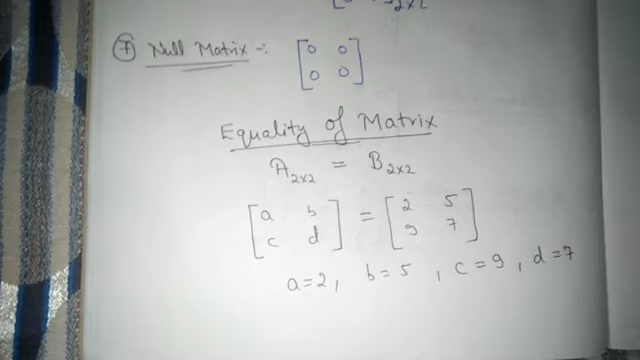 ]2x2
⑦ Null Matrix -: [0 0
0 0]
Equality of Matrix
A2x2 = B2x2
[a b
c d] = [2 5
9 7]
a=2, b=5, c=9, d=7